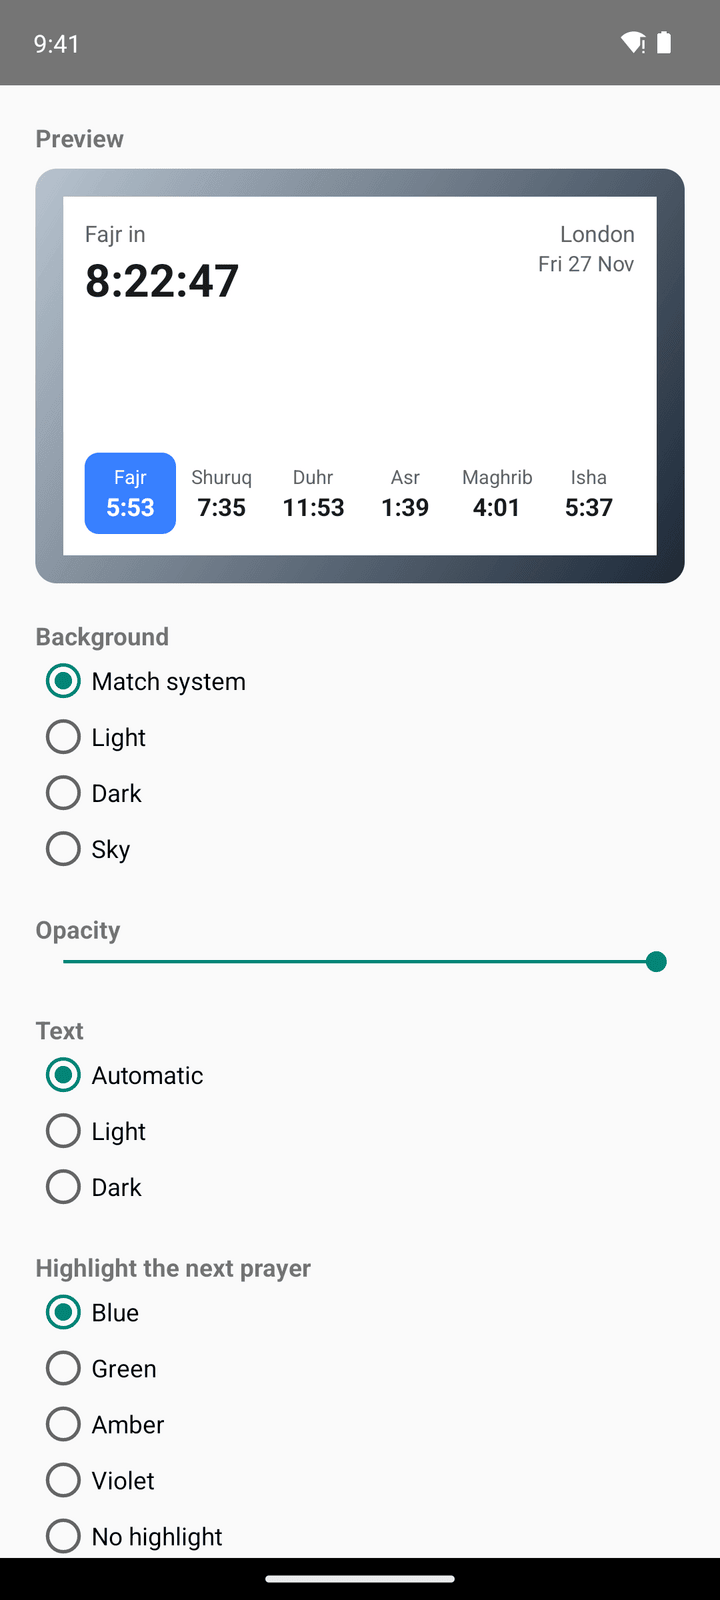 9:41
Preview
Fajr in
London
8:22:47
Fri 27 Nov
Fajr Shuruq Duhr Asr Maghrib Isha
5:53 7:35 11:53 1:39 4:01 5:37
Background
Match system
Light
Dark
Sky
Opacity
Text
Automatic
Light
Dark
Highlight the next prayer
Blue
Green
Amber
Violet
No highlight